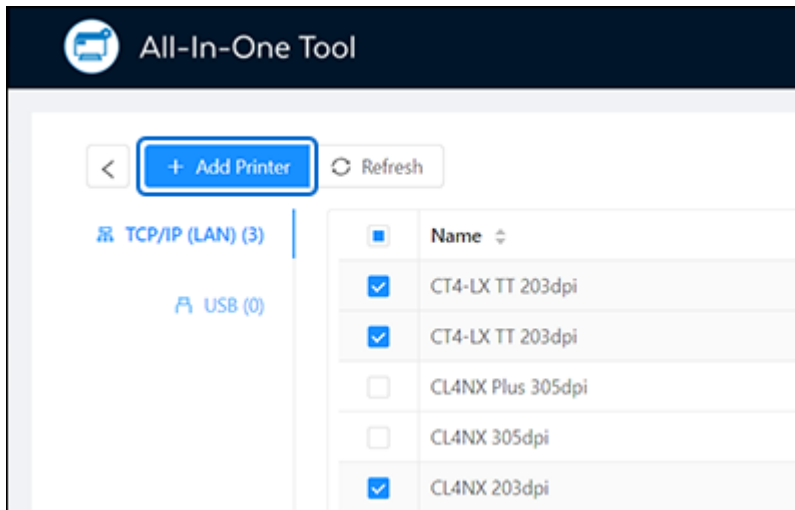 All-In-One Tool
+ Add Printer
Refresh
TCP/IP (LAN) (3)
USB (0)
Name
CT4-LX TT 203dpi
CT4-LX TT 203dpi
CL4NX Plus 305dpi
CL4NX 305dpi
CL4NX 203dpi